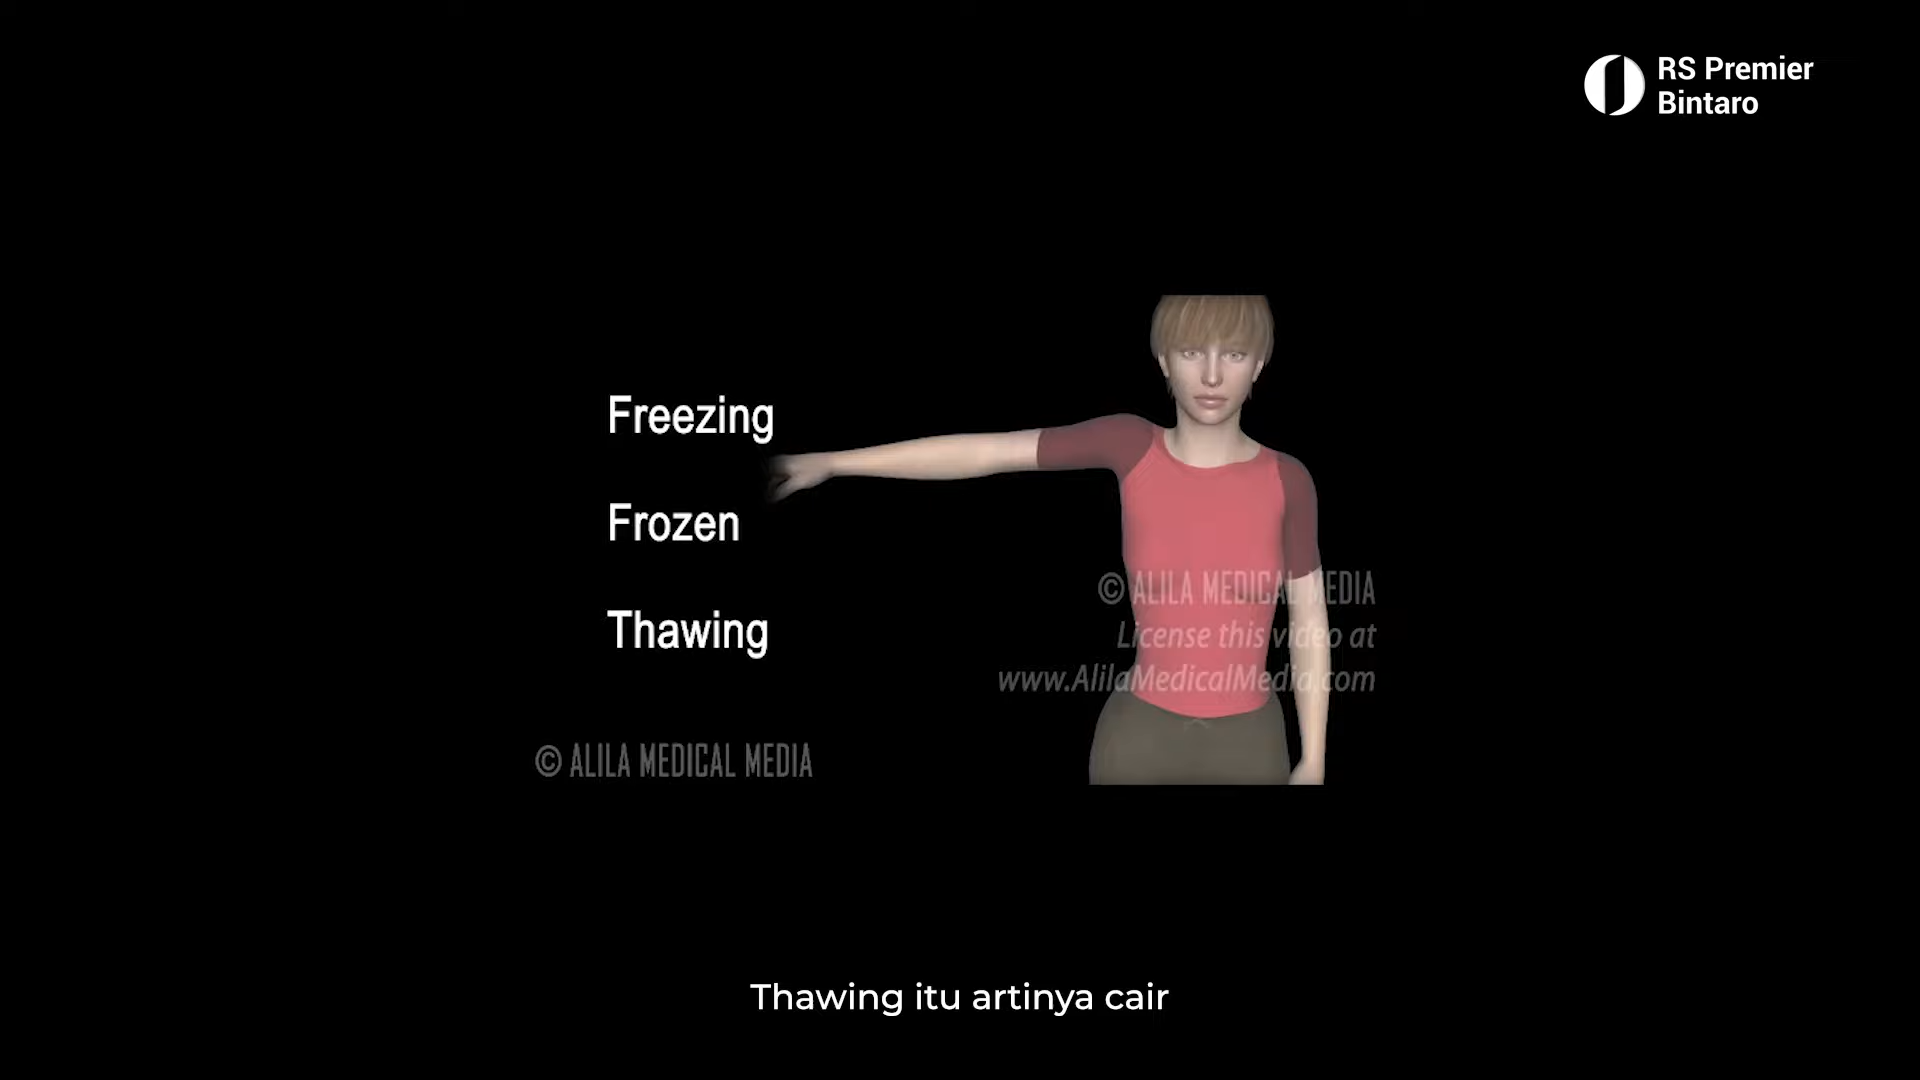 RS Premier
Bintaro
Freezing
Frozen
Thawing
© ALILA MEDICAL MEDIA
License this video at
www.AlilaMedicalMedia.com
© ALILA MEDICAL MEDIA
Thawing itu artinya cair